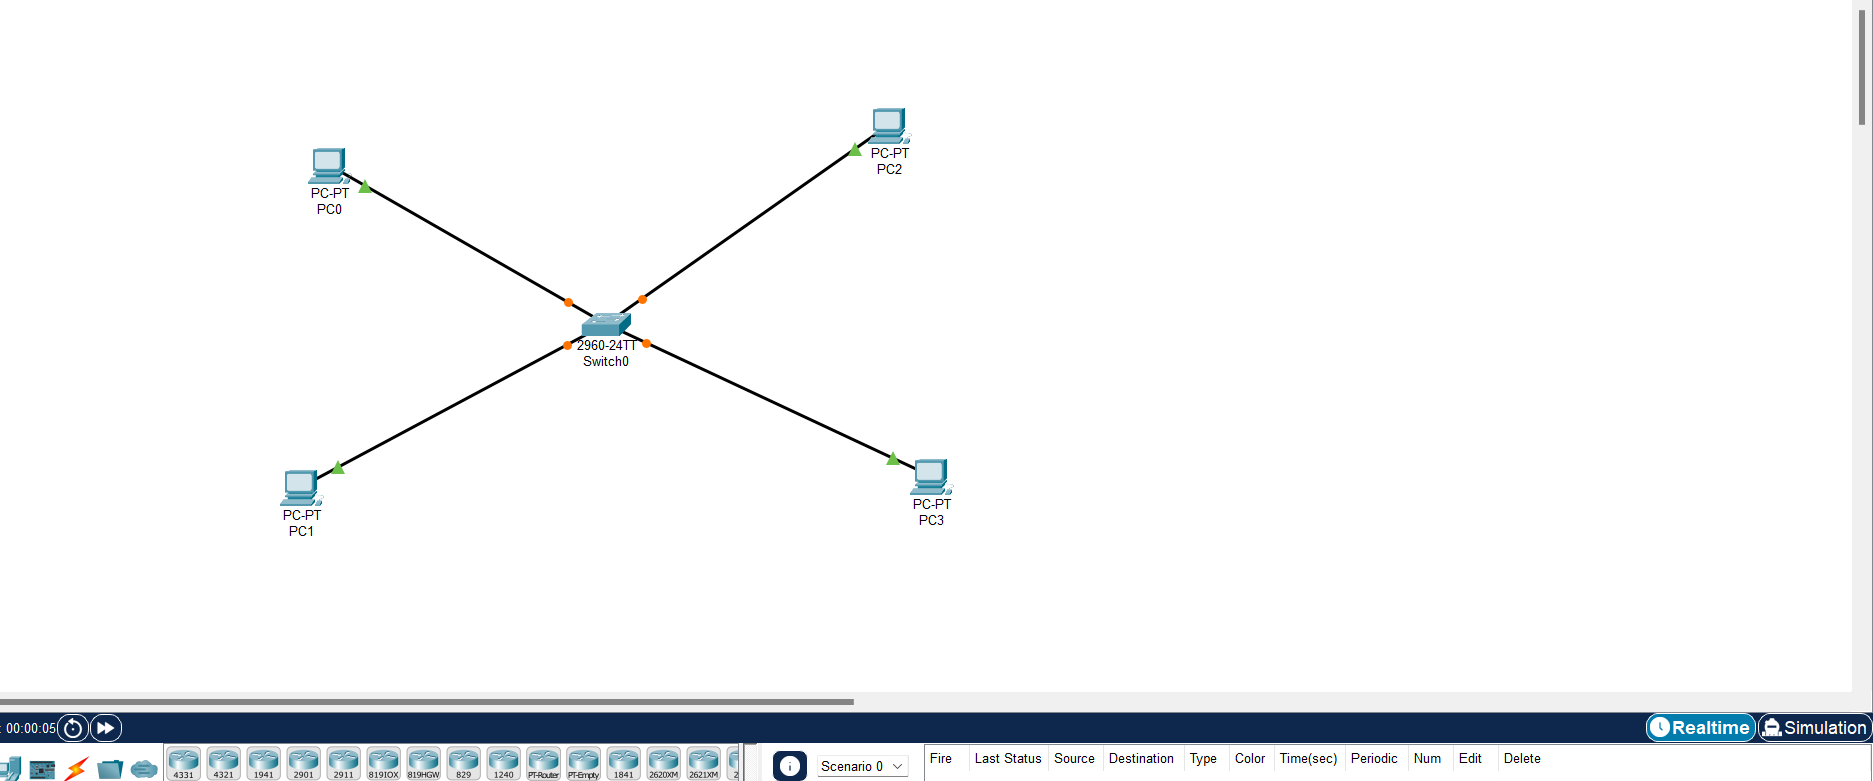 PC-PT
PC2
PC-PT
PC0
2960-24TT
Switch0
PC-PT
PC3
PC-PT
PC1
: 00:00:05
Realtime
Simulation
4331
4321
1941
2901
2911
819IOX
819HGW
829
1240
PT-Router
PT-Empty
1841
2620XM
2621XM
2
Scenario 0
Fire Last Status Source Destination Type Color Time(sec) Periodic Num Edit Delete